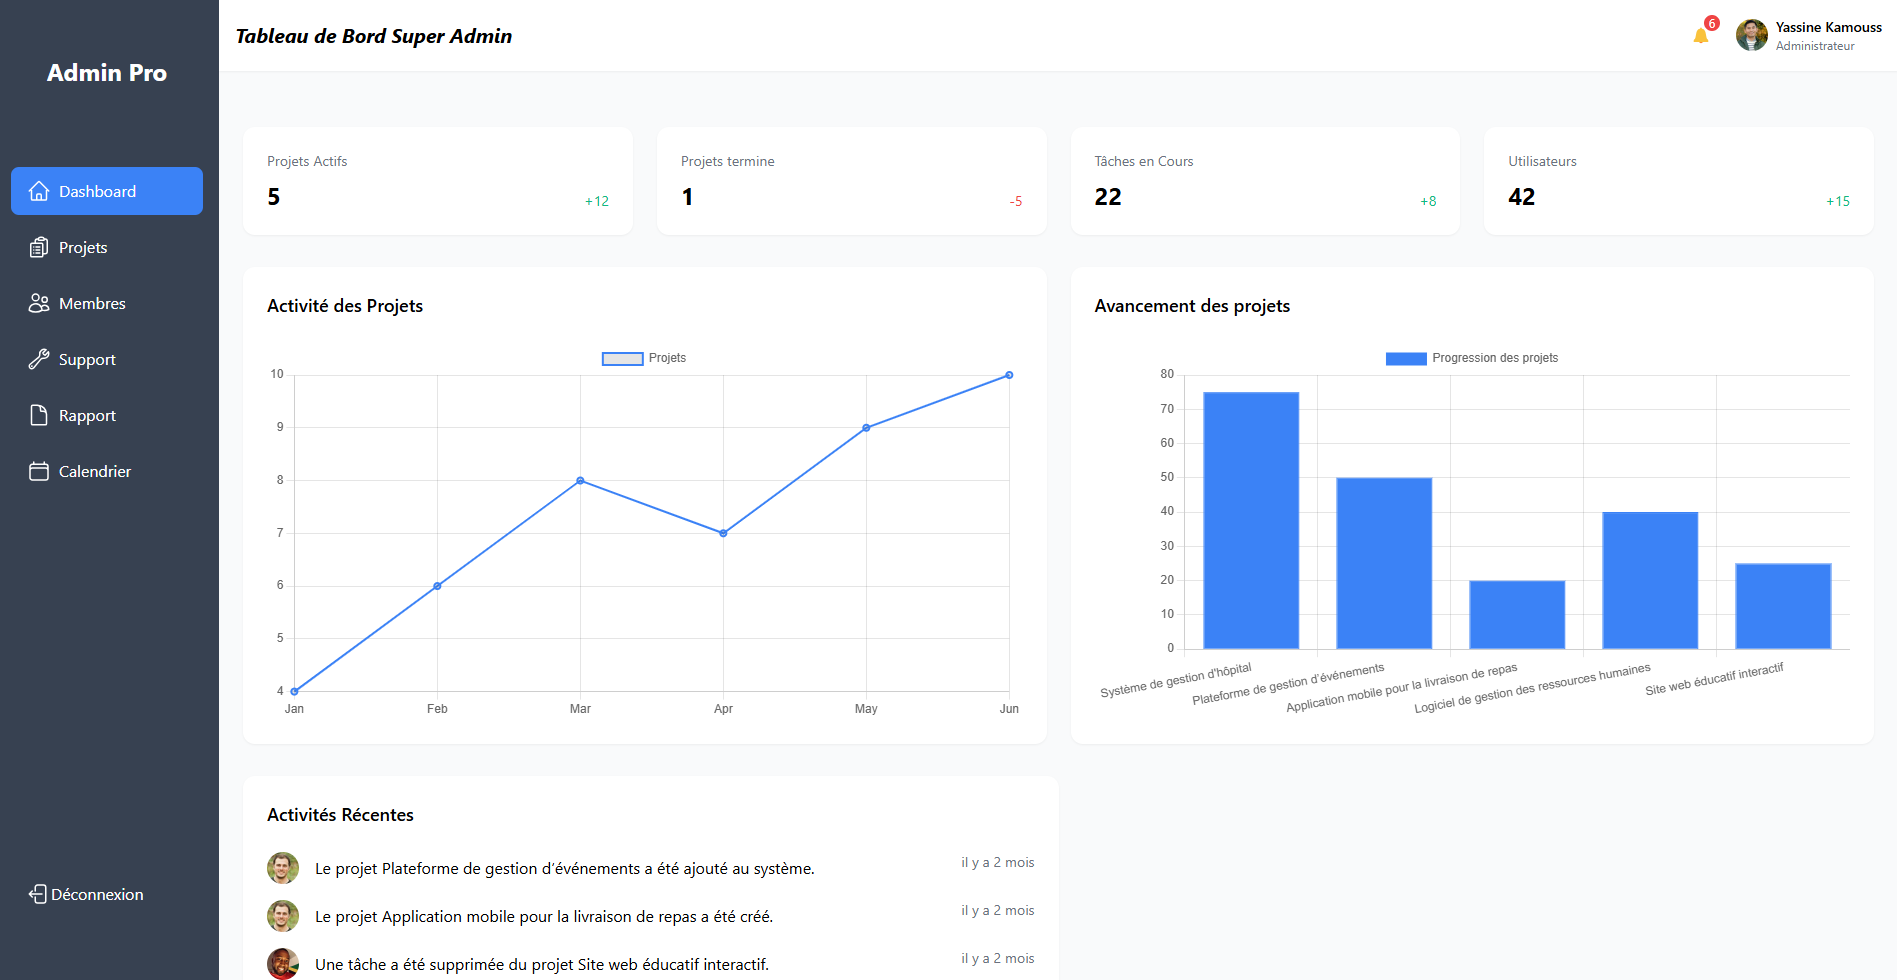 Admin Pro
Dashboard
Projets
Membres
Support
Rapport
Calendrier
Déconnexion
Tableau de Bord Super Admin
6
Yassine Kamouss
Administrateur
Projets Actifs
5
+12
Projets termine
1
-5
Tâches en Cours
22
+8
Utilisateurs
42
+15
Activité des Projets
Projets
10
9
8
7
6
5
4
Jan Feb Mar Apr May Jun
Avancement des projets
Progression des projets
80
70
60
50
40
30
20
10
0
Système de gestion d'hôpital
Plateforme de gestion d'événements
Application mobile pour la livraison de repas
Logiciel de gestion des ressources humaines
Site web éducatif interactif
Activités Récentes
Le projet Plateforme de gestion d'événements a été ajouté au système.
il y a 2 mois
Le projet Application mobile pour la livraison de repas a été créé.
il y a 2 mois
Une tâche a été supprimée du projet Site web éducatif interactif.
il y a 2 mois